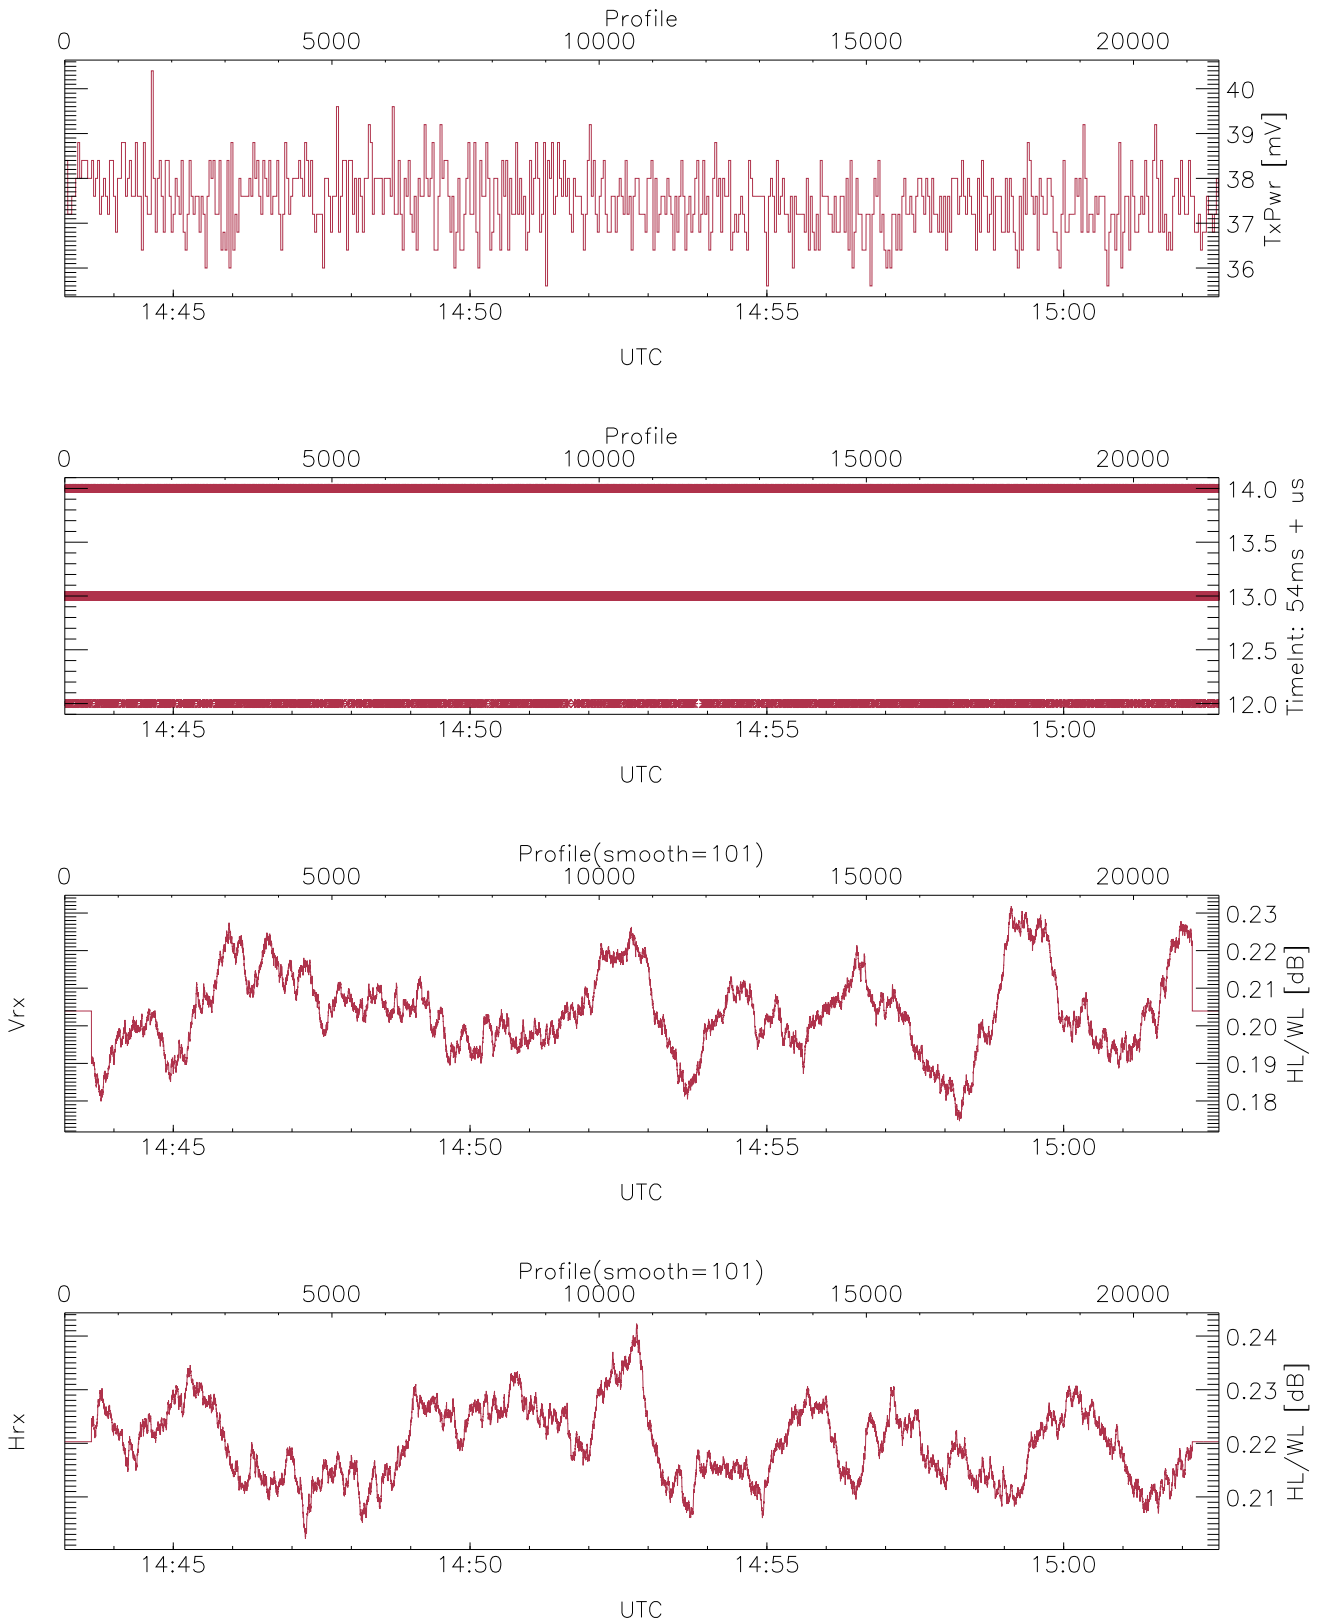 Profile
0 5000 10000 15000 20000
40
39
38
37
36
TxPwr [mV]
14:45 14:50 14:55 15:00
UTC
Profile
0 5000 10000 15000 20000
14.0
13.5
13.0
12.5
12.0
TimeInt: 54ms + us
14:45 14:50 14:55 15:00
UTC
Profile(smooth=101)
0 5000 10000 15000 20000
Vrx
0.23
0.22
0.21
0.20
0.19
0.18
HL/WL [dB]
14:45 14:50 14:55 15:00
UTC
Profile(smooth=101)
0 5000 10000 15000 20000
Hrx
0.24
0.23
0.22
0.21
HL/WL [dB]
14:45 14:50 14:55 15:00
UTC